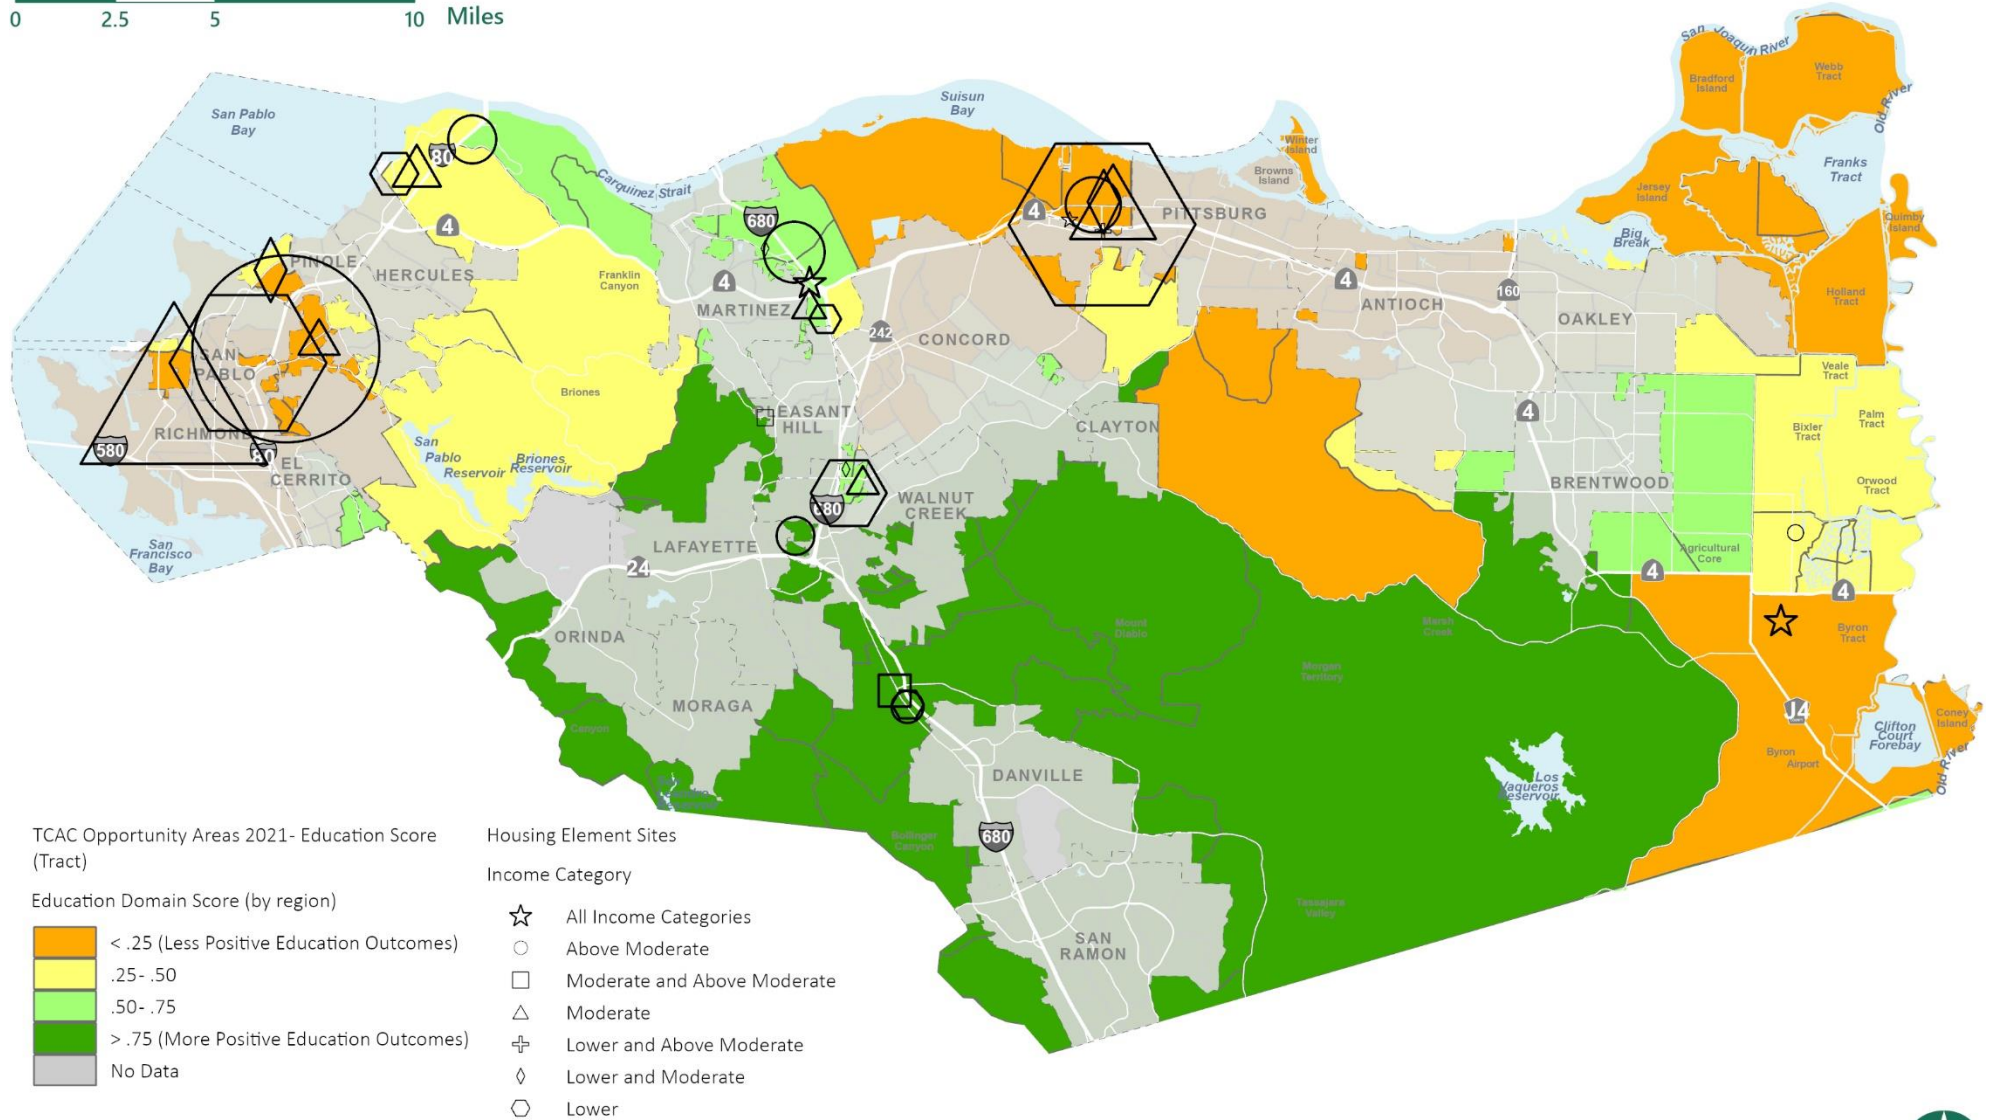 0 2.5 5 10 Miles
San Pablo
Bay
Suisun
Bay
San Joaquin River
Bradford
Island
Webb
Tract
Old River
Franks
Tract
Winter
Island
Browns
Island
Jersey
Island
Quimby
Island
Big
Break
Holland
Tract
Carquinez Strait
80
4
680
4
4
PITTSBURG
PINOLE
HERCULES
Franklin
Canyon
MARTINEZ
242
CONCORD
4
ANTIOCH
160
OAKLEY
SAN
PABLO
Briones
Veale
Tract
Palm
Tract
Bixler
Tract
Orwood
Tract
RICHMOND
580
80
EL
CERRITO
San
Pablo
Reservoir
Briones
Reservoir
PLEASANT
HILL
CLAYTON
4
BRENTWOOD
680
WALNUT
CREEK
San
Francisco
Bay
LAFAYETTE
24
Agricultural
Core
4
4
ORINDA
Mount
Diablo
Marsh
Creek
Byron
Tract
Morgan
Territory
MORAGA
Canyon
J4
Clifton
Court
Forebay
Coney
Island
Old River
Byron
Airport
DANVILLE
Los
Vaqueros
Reservoir
680
Bollinger
Canyon
Tassajara
Valley
SAN
RAMON
TCAC Opportunity Areas 2021- Education Score
(Tract)
Education Domain Score (by region)
< .25 (Less Positive Education Outcomes)
.25- .50
.50- .75
> .75 (More Positive Education Outcomes)
No Data
Housing Element Sites
Income Category
All Income Categories
Above Moderate
Moderate and Above Moderate
Moderate
Lower and Above Moderate
Lower and Moderate
Lower